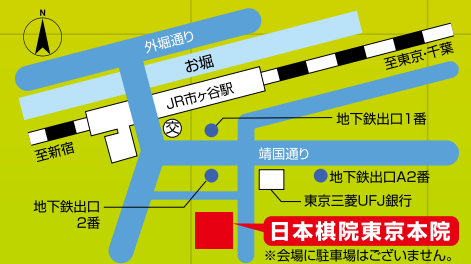 N
外堀通り
お堀
至東京・千葉
JR市ヶ谷駅
交
地下鉄出口1番
至新宿
靖国通り
地下鉄出口A2番
東京三菱UFJ銀行
地下鉄出口
2番
日本棋院東京本院
※会場に駐車場はございません。